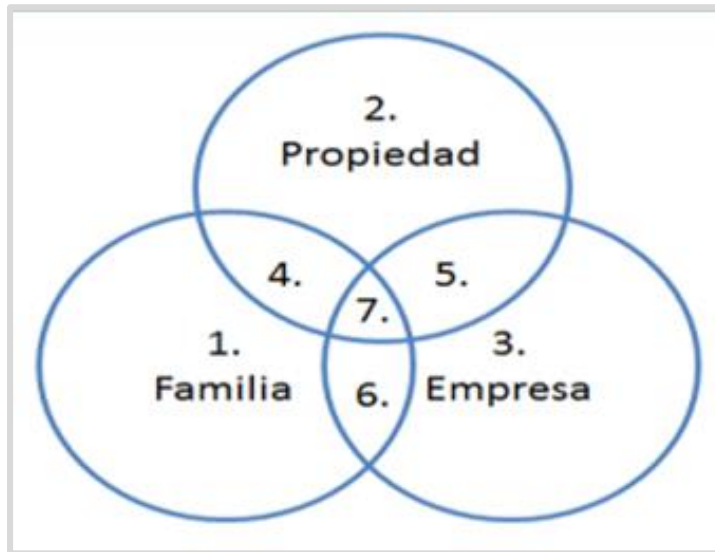 2.
Propiedad
4.
5.
7.
1.
Familia
3.
Empresa
6.